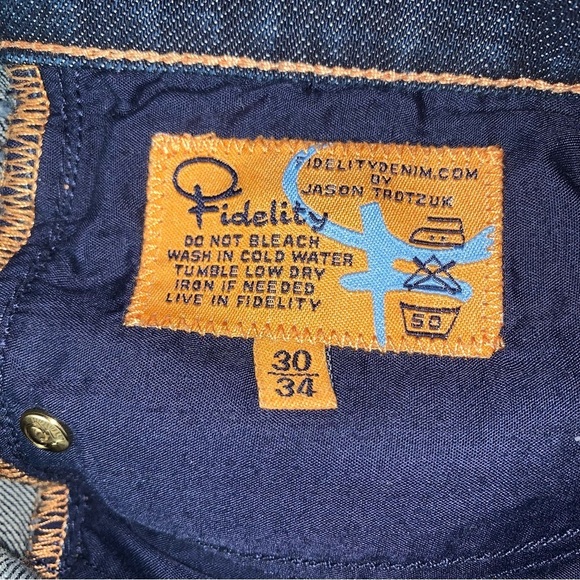 FIDELITYDENIM.COM
BY
JASON TROTZUK
Fidelity
DO NOT BLEACH
WASH IN COLD WATER
TUMBLE LOW DRY
IRON IF NEEDED
LIVE IN FIDELITY
50
30
34